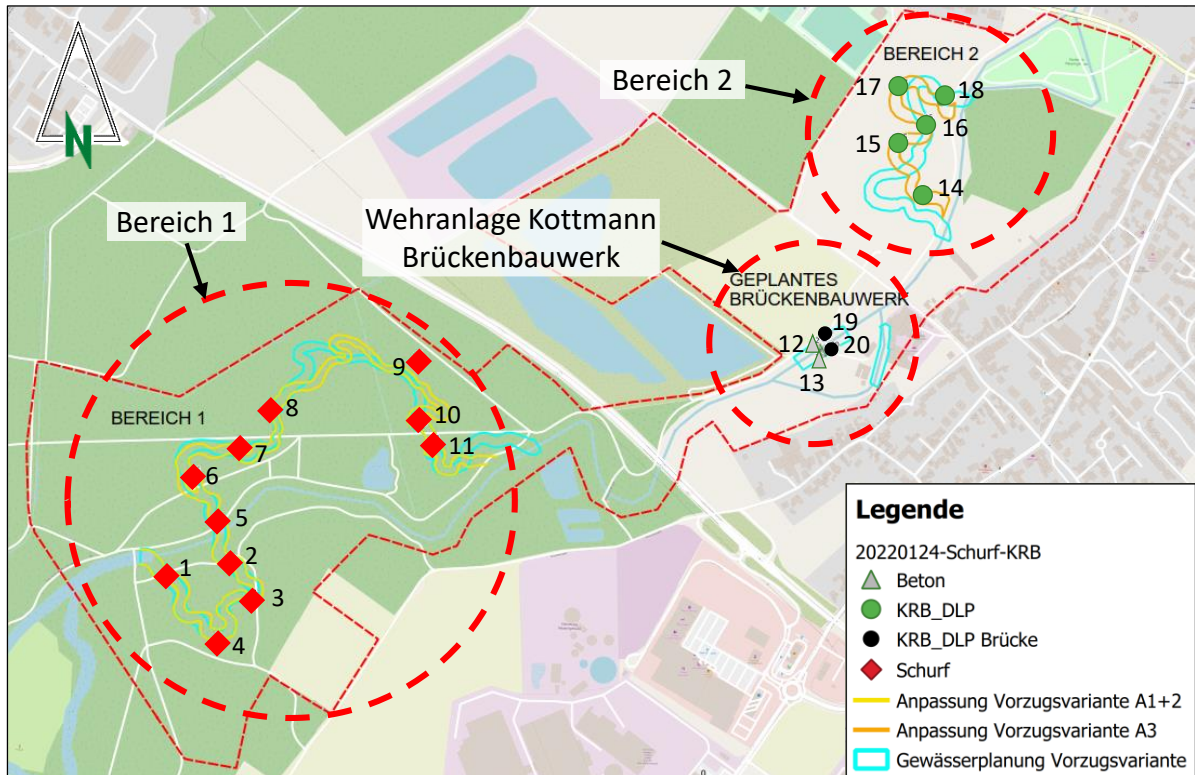 N
BEREICH 2
Bereich 2
17
18
16
15
14
Bereich 1
Wehranlage Kottmann
Brückenbauwerk
GEPLANTES
BRÜCKENBAUWERK
19
12
20
13
9
BEREICH 1
8
10
7
11
6
5
2
1
3
4
Legende
20220124-Schurf-KRB
Beton
KRB_DLP
KRB_DLP Brücke
Schurf
Anpassung Vorzugsvariante A1+2
Anpassung Vorzugsvariante A3
Gewässerplanung Vorzugsvariante